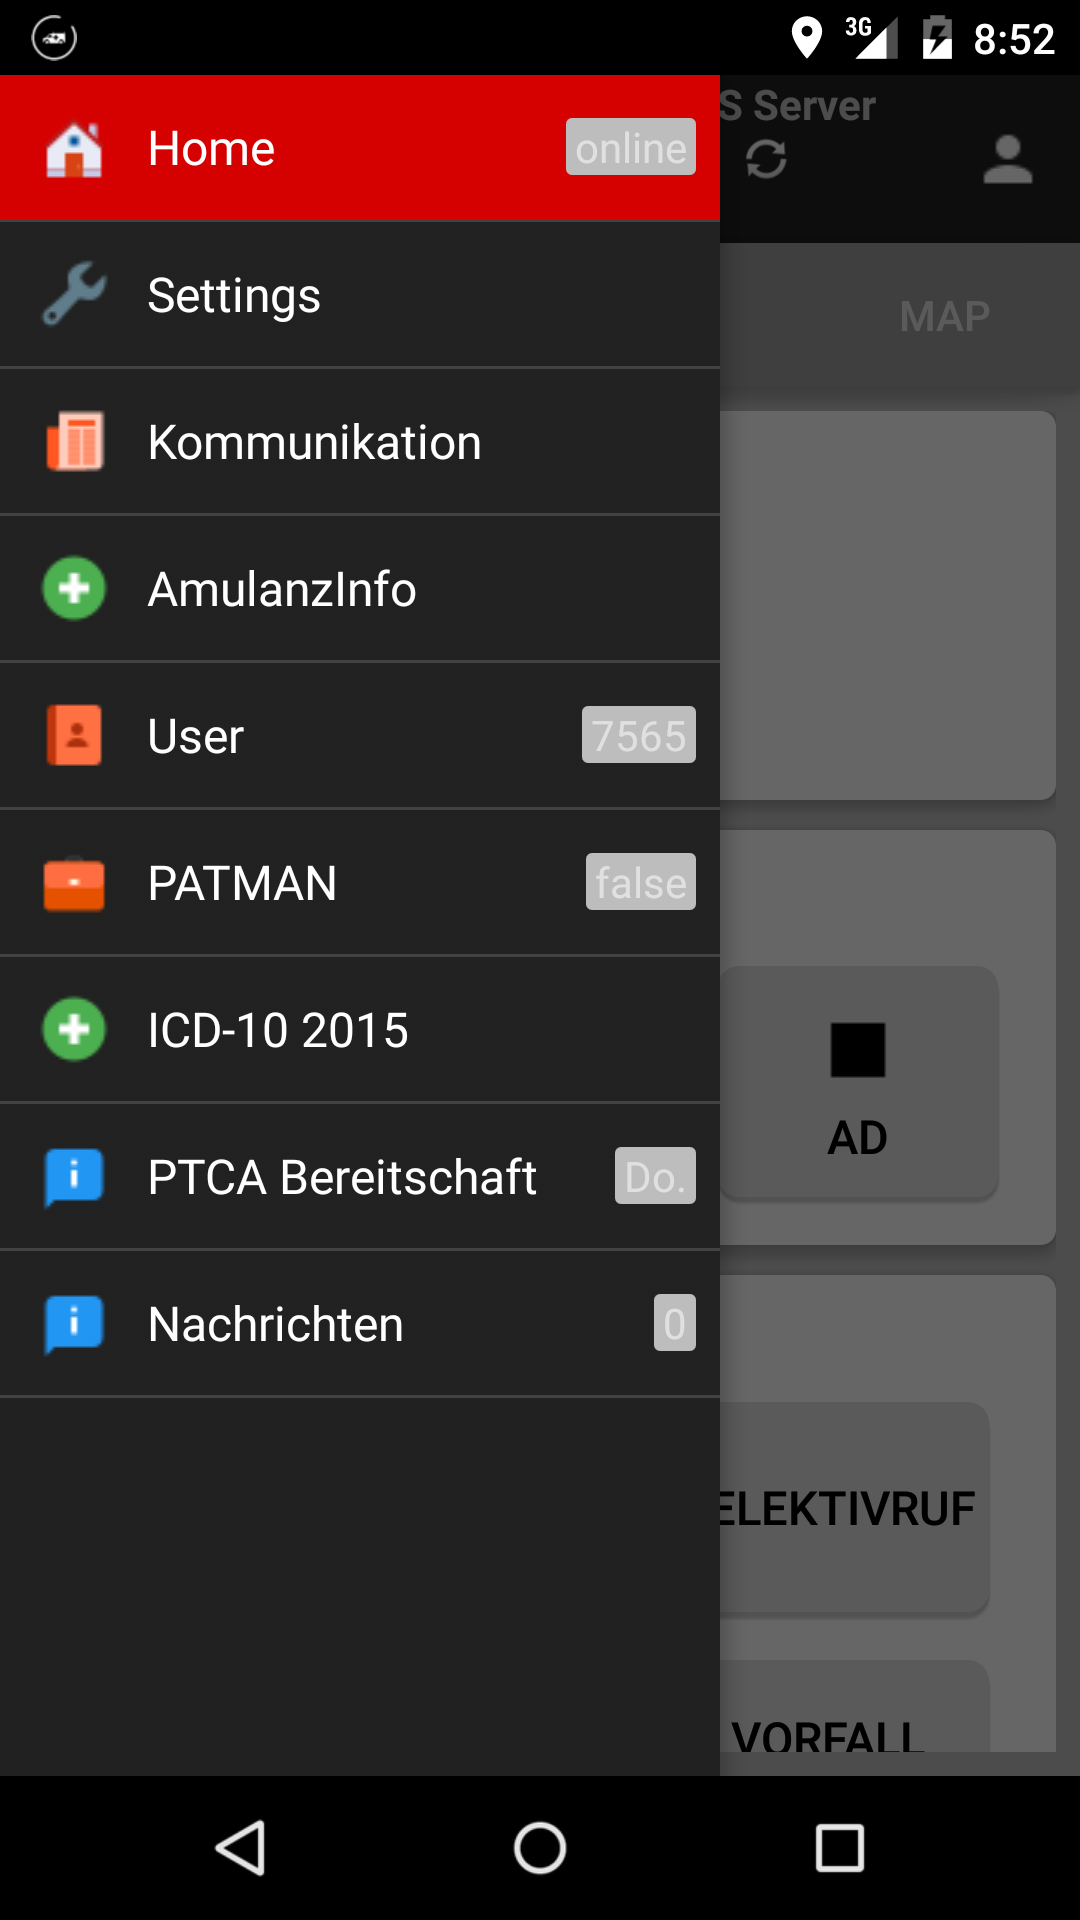 3G 8:52
S Server
Home online
MAP
Settings
Kommunikation
AmulanzInfo
User 7565
PATMAN false
ICD-10 2015
AD
PTCA Bereitschaft Do.
Nachrichten 0
ELEKTIVRUF
VORFALL